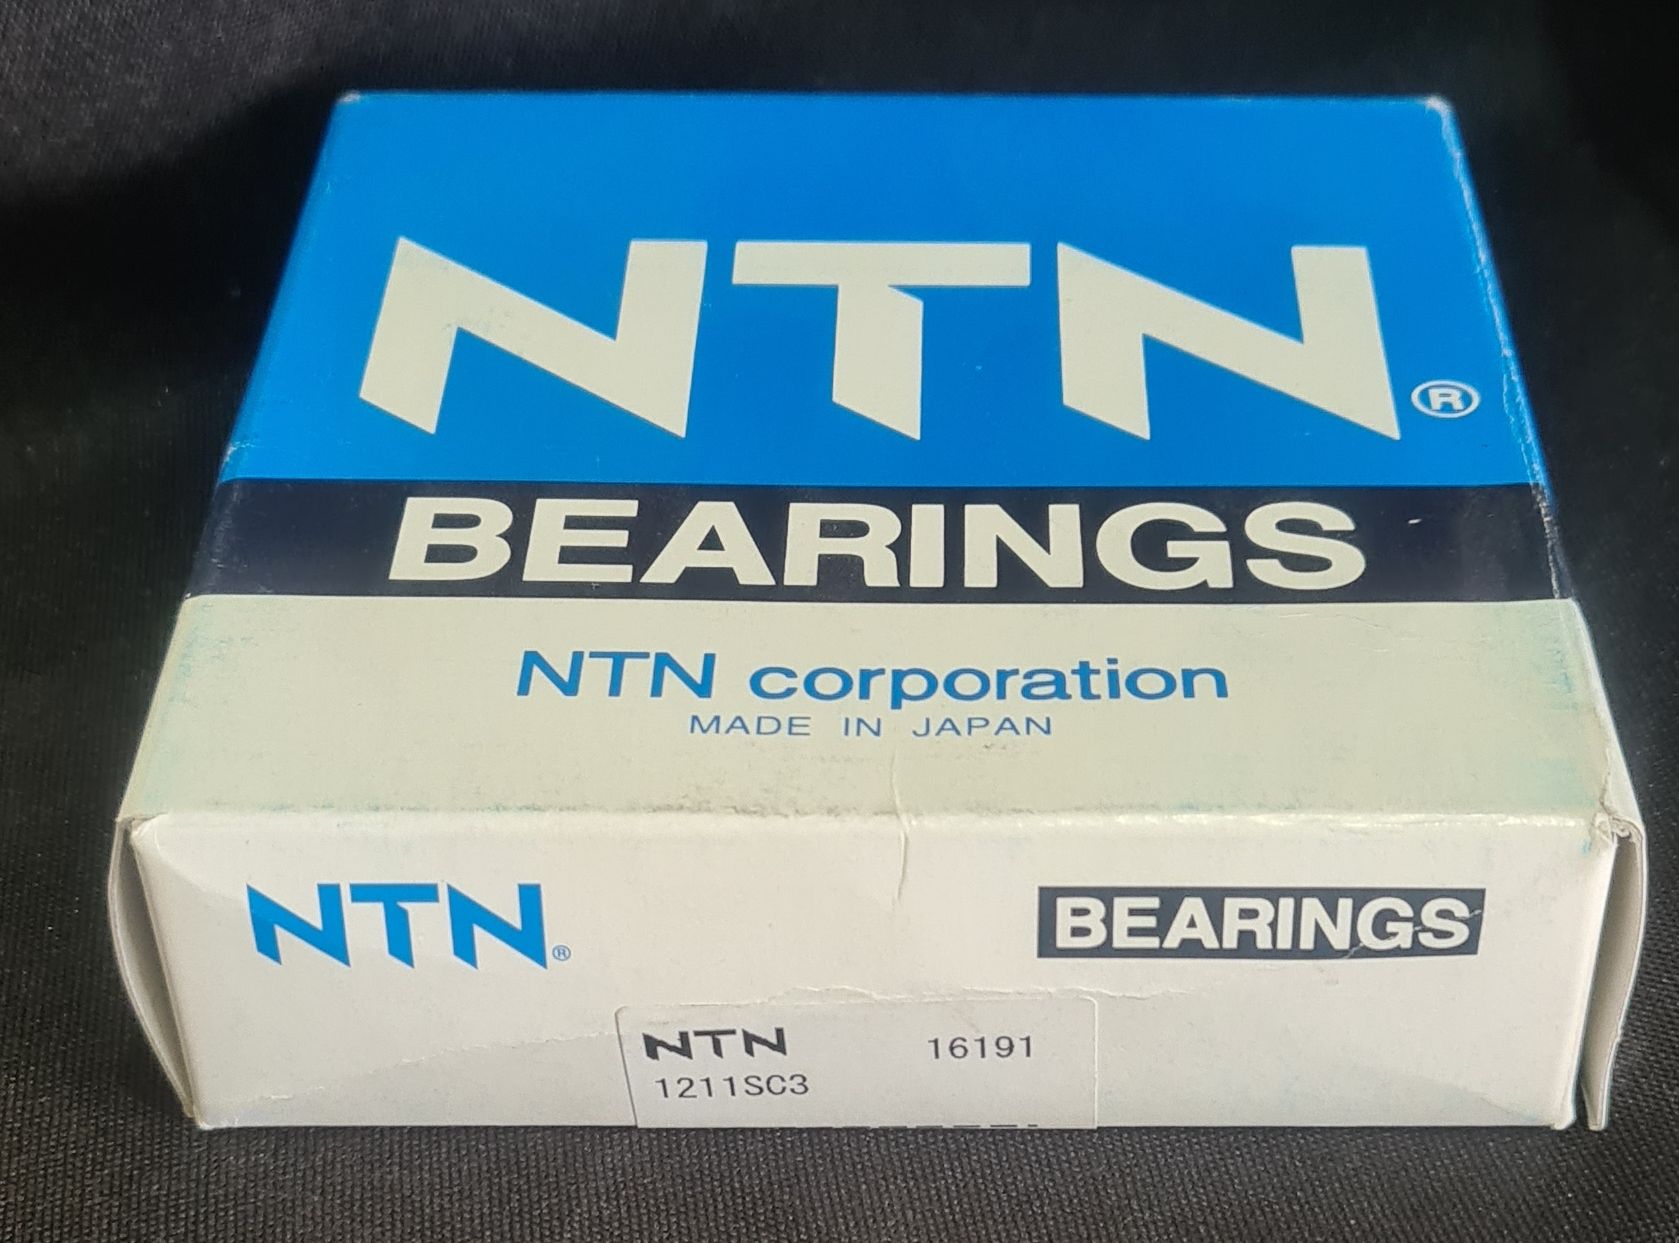 NTN®
BEARINGS
NTN corporation
MADE IN JAPAN
NTN® BEARINGS
NTN 16191
1211SC3